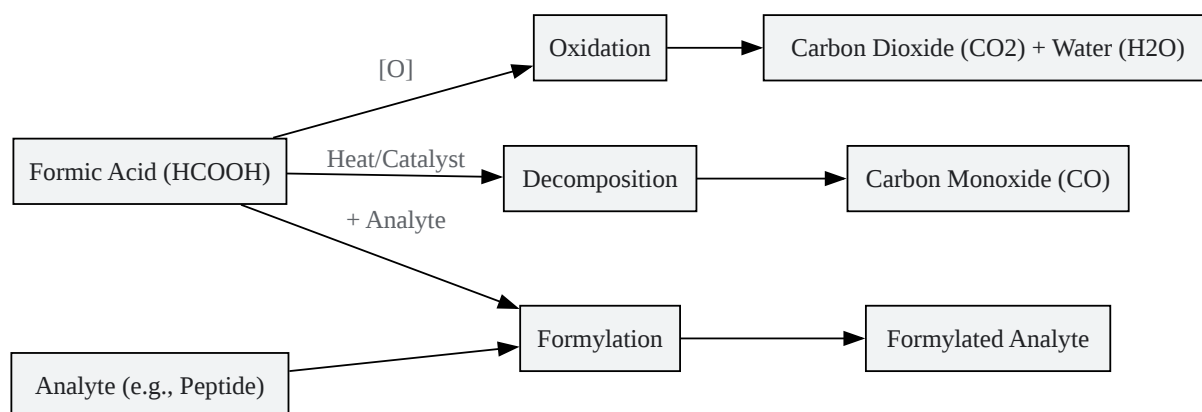 Oxidation
Carbon Dioxide (CO2) + Water (H2O)
[O]
Formic Acid (HCOOH)
Heat/Catalyst
Decomposition
Carbon Monoxide (CO)
+ Analyte
Formylation
Formylated Analyte
Analyte (e.g., Peptide)